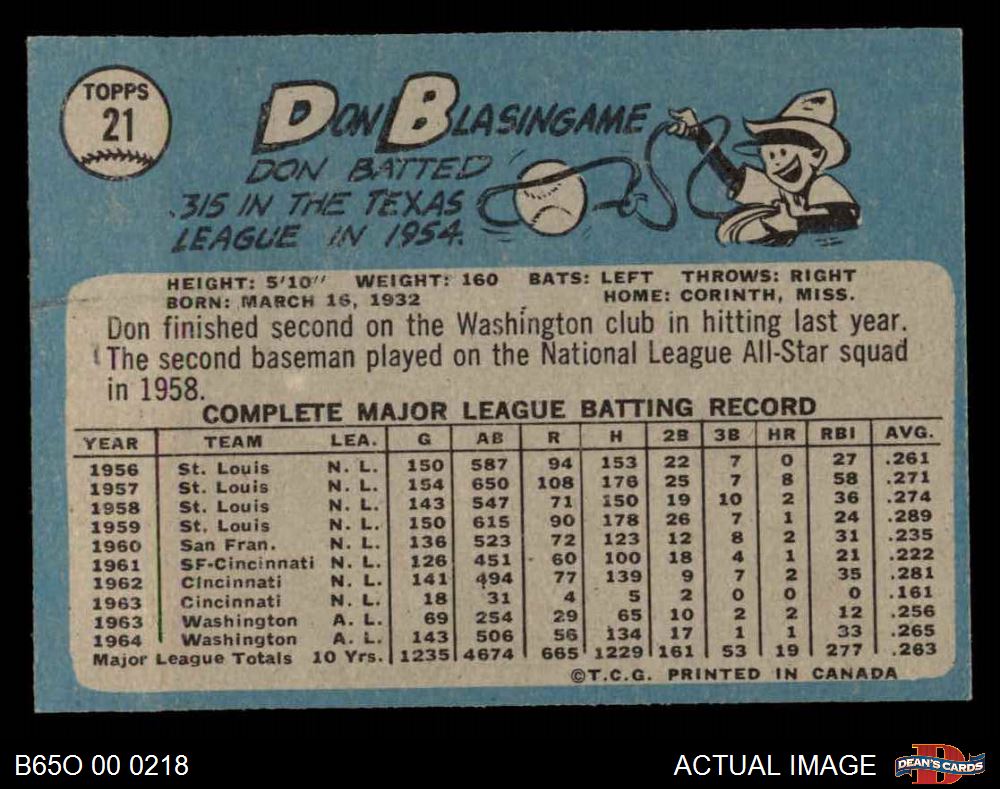 TOPPS
21
DON BLASINGAME
DON BATTED
.315 IN THE TEXAS
LEAGUE IN 1954.
HEIGHT: 5'10" WEIGHT: 160 BATS: LEFT THROWS: RIGHT
BORN: MARCH 16, 1932 HOME: CORINTH, MISS.
Don finished second on the Washington club in hitting last year.
The second baseman played on the National League All-Star squad
in 1958.
COMPLETE MAJOR LEAGUE BATTING RECORD
YEAR TEAM LEA. G AB R H 2B 3B HR RBI AVG.
1956 St. Louis N. L. 150 587 94 153 22 7 0 27 .261
1957 St. Louis N. L. 154 650 108 176 25 7 8 58 .271
1958 St. Louis N. L. 143 547 71 150 19 10 2 36 .274
1959 St. Louis N. L. 150 615 90 178 26 7 1 24 .289
1960 San Fran. N. L. 136 523 72 123 12 8 2 31 .235
1961 SF-Cincinnati N. L. 126 451 60 100 18 4 1 21 .222
1962 Cincinnati N. L. 141 494 77 139 9 7 2 35 .281
1963 Cincinnati N. L. 18 31 4 5 2 0 0 0 .161
1963 Washington A. L. 69 254 29 65 10 2 2 12 .256
1964 Washington A. L. 143 506 56 134 17 1 1 33 .265
Major League Totals 10 Yrs. 1235 4674 665 1229 161 53 19 277 .263
©T.C.G. PRINTED IN CANADA
B65O 00 0218
ACTUAL IMAGE
DEAN'S CARDS